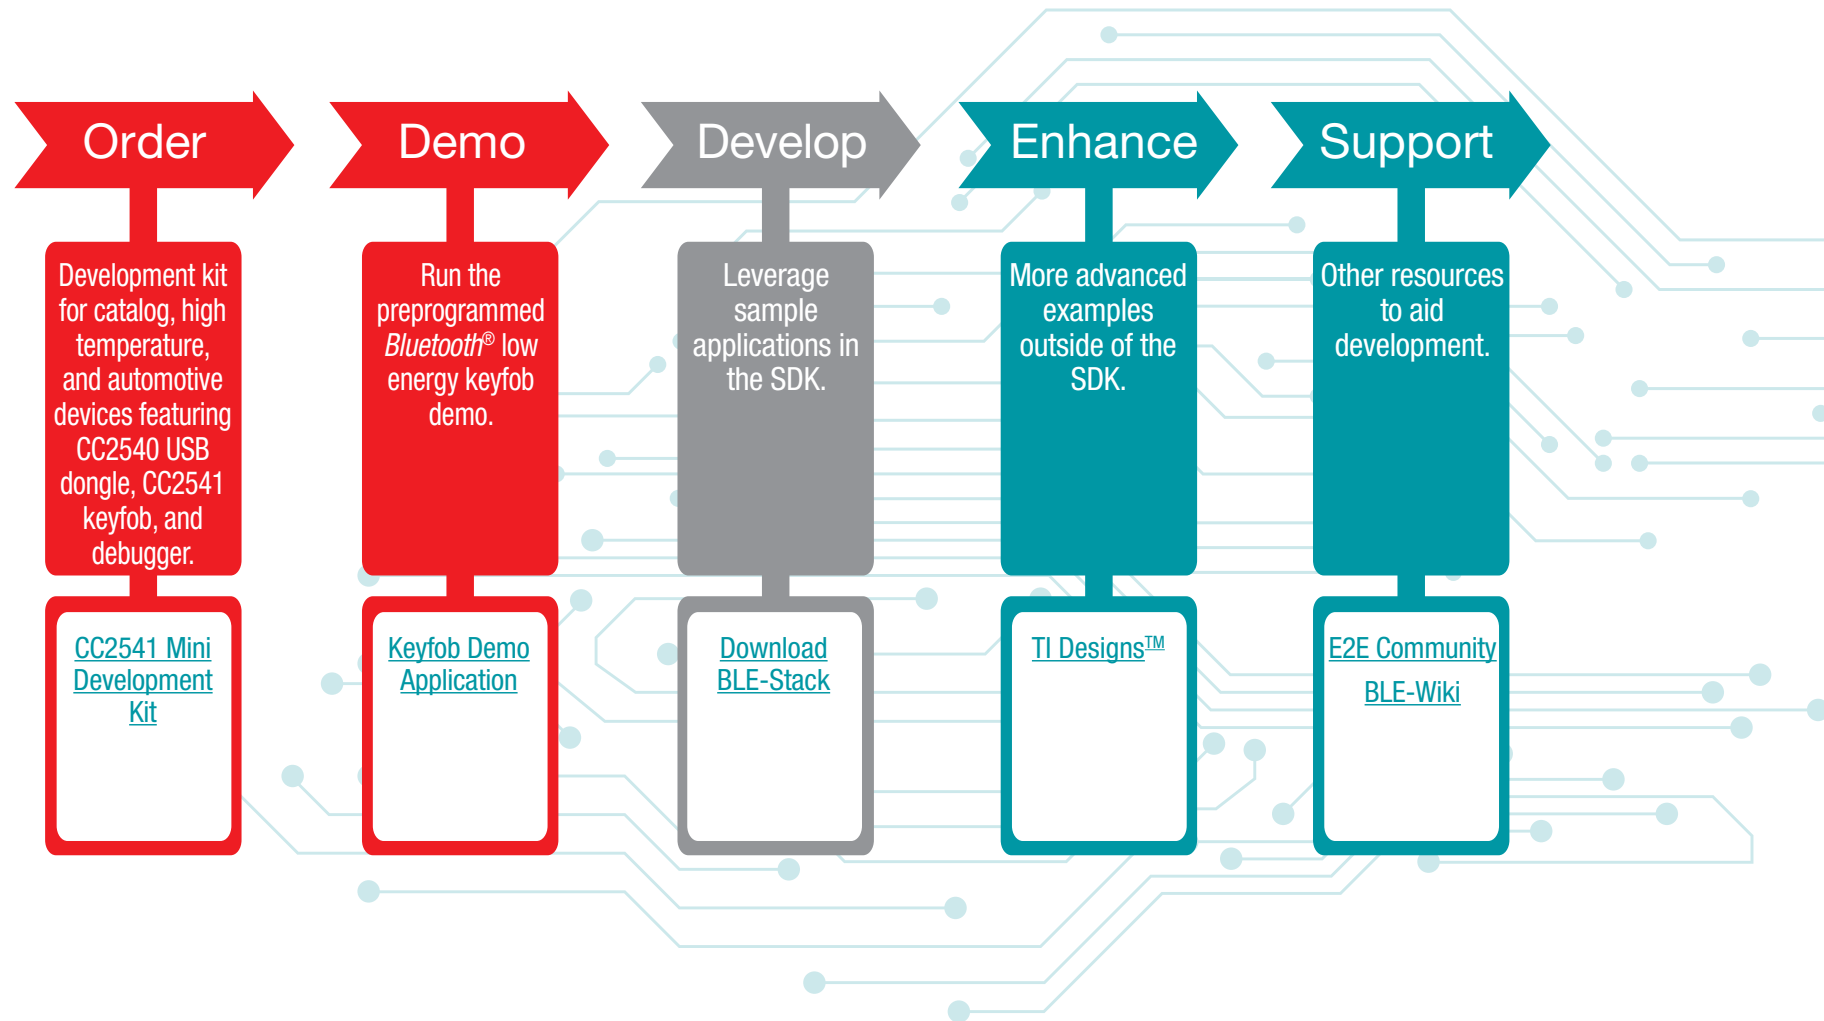 Order
Development kit
for catalog, high
temperature,
and automotive
devices featuring
CC2540 USB
dongle, CC2541
keyfob, and
debugger.
CC2541 Mini
Development
Kit
Demo
Run the
preprogrammed
Bluetooth® low
energy keyfob
demo.
Keyfob Demo
Application
Develop
Leverage
sample
applications in
the SDK.
Download
BLE-Stack
Enhance
More advanced
examples
outside of the
SDK.
TI Designs™
Support
Other resources
to aid
development.
E2E Community
BLE-Wiki